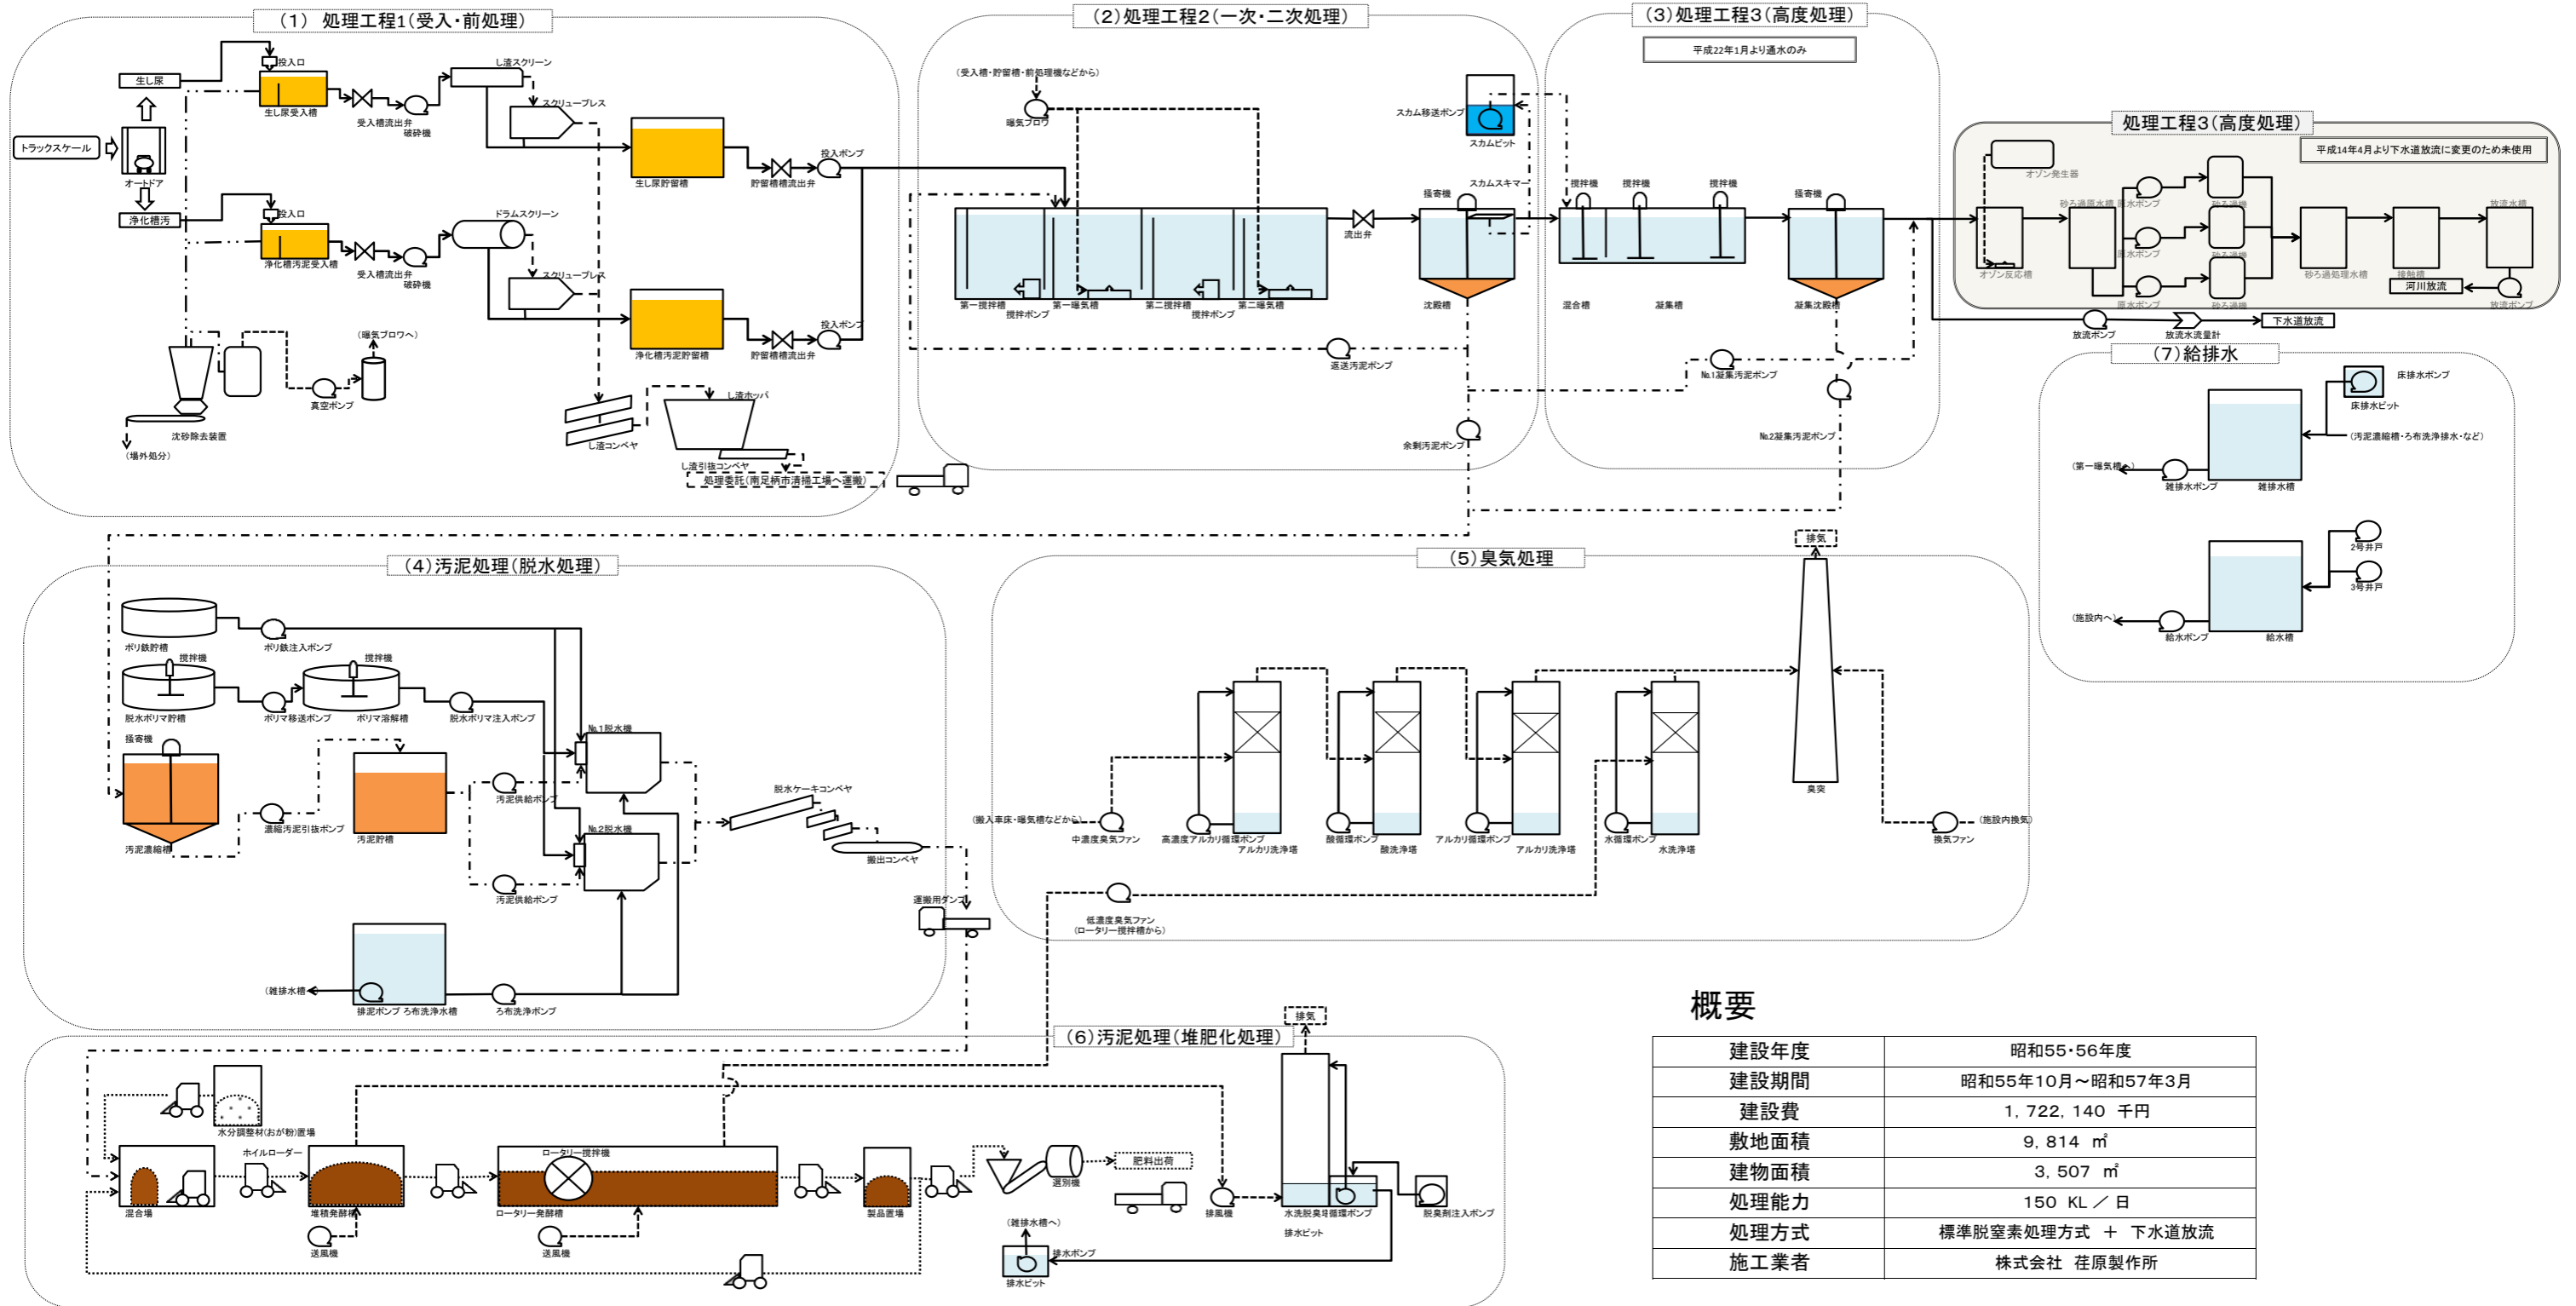 (1) 処理工程1(受入・前処理)
生し尿
投入口
生し尿受入槽
受入槽流出弁
破砕機
し渣スクリーン
スクリュープレス
トラックスケール
オートドア
生し尿貯留槽
貯留槽槽流出弁
投入ポンプ
浄化槽汚
投入口
浄化槽汚泥受入槽
受入槽流出弁
破砕機
ドラムスクリーン
スクリュープレス
浄化槽汚泥貯留槽
貯留槽槽流出弁
投入ポンプ
(曝気ブロワへ)
真空ポンプ
沈砂除去装置
(場外処分)
し渣コンベヤ
し渣ホッパ
し渣引抜コンベヤ
処理委託(南足柄市清掃工場へ運搬)
(2)処理工程2(一次・二次処理)
(受入槽・貯留槽・前処理機などから)
曝気ブロワ
スカム移送ポンプ
スカムピット
掻寄機
スカムスキマー
流出弁
第一撹拌槽
撹拌ポンプ
第一曝気槽
第二撹拌槽
撹拌ポンプ
第二曝気槽
沈殿槽
返送汚泥ポンプ
余剰汚泥ポンプ
(3)処理工程3(高度処理)
平成22年1月より通水のみ
撹拌機
撹拌機
撹拌機
掻寄機
混合槽
凝集槽
凝集沈殿槽
№1凝集汚泥ポンプ
№2凝集汚泥ポンプ
処理工程3(高度処理)
平成14年4月より下水道放流に変更のため未使用
オゾン発生器
オゾン反応槽
砂ろ過原水槽
原水ポンプ
砂ろ過機
原水ポンプ
砂ろ過機
原水ポンプ
砂ろ過機
砂ろ過処理水槽
接触槽
放流水槽
河川放流
放流ポンプ
放流ポンプ
放流水流量計
下水道放流
(7)給排水
床排水ポンプ
床排水ピット
(汚泥濃縮槽・ろ布洗浄排水・など)
(第一曝気槽へ)
雑排水ポンプ
雑排水槽
2号井戸
3号井戸
(施設内へ)
給水ポンプ
給水槽
(4)汚泥処理(脱水処理)
ポリ鉄貯槽
ポリ鉄注入ポンプ
撹拌機
撹拌機
脱水ポリマ貯槽
ポリマ移送ポンプ
ポリマ溶解槽
脱水ポリマ注入ポンプ
掻寄機
汚泥濃縮槽
濃縮汚泥引抜ポンプ
汚泥貯槽
№1脱水機
汚泥供給ポンプ
№2脱水機
汚泥供給ポンプ
脱水ケーキコンベヤ
搬出コンベヤ
運搬用ダンプ
(雑排水槽
排泥ポンプ
ろ布洗浄水槽
ろ布洗浄ポンプ
(5)臭気処理
排気
(搬入車床・曝気槽などから)
中濃度臭気ファン
高濃度アルカリ循環ポンプ
アルカリ洗浄塔
酸循環ポンプ
酸洗浄塔
アルカリ循環ポンプ
アルカリ洗浄塔
水循環ポンプ
水洗浄塔
臭突
(施設内換気)
換気ファン
低濃度臭気ファン
(ロータリー撹拌槽から)
(6)汚泥処理(堆肥化処理)
水分調整材(おが粉)置場
混合場
ホイルローダー
堆積発酵槽
送風機
ロータリー撹拌機
ロータリー発酵槽
送風機
製品置場
選別機
肥料出荷
排気
排風機
水洗脱臭塔
循環ポンプ
排水ピット
脱臭剤注入ポンプ
(雑排水槽へ)
排水ポンプ
排水ピット
概要
建設年度 昭和55・56年度
建設期間 昭和55年10月～昭和57年3月
建設費 1,722,140 千円
敷地面積 9,814 ㎡
建物面積 3,507 ㎡
処理能力 150 KL／日
処理方式 標準脱窒素処理方式 ＋ 下水道放流
施工業者 株式会社 荏原製作所